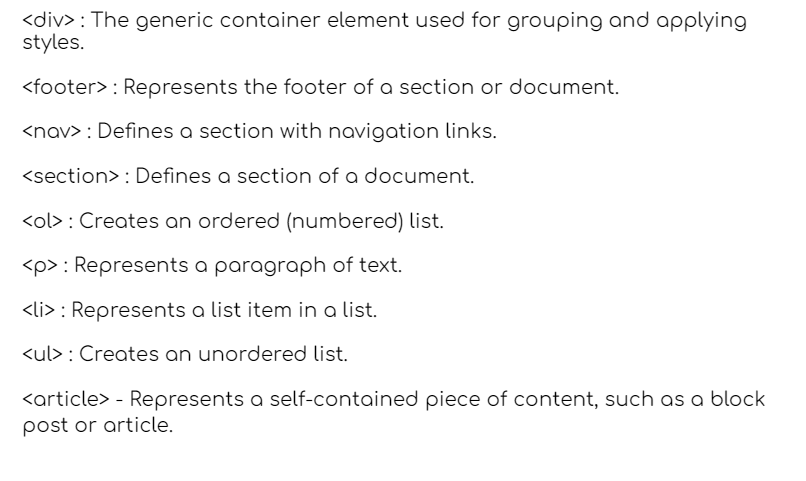 <div> : The generic container element used for grouping and applying
styles.
<footer> : Represents the footer of a section or document.
<nav> : Defines a section with navigation links.
<section> : Defines a section of a document.
<ol> : Creates an ordered (numbered) list.
<p> : Represents a paragraph of text.
<li> : Represents a list item in a list.
<ul> : Creates an unordered list.
<article> - Represents a self-contained piece of content, such as a block
post or article.